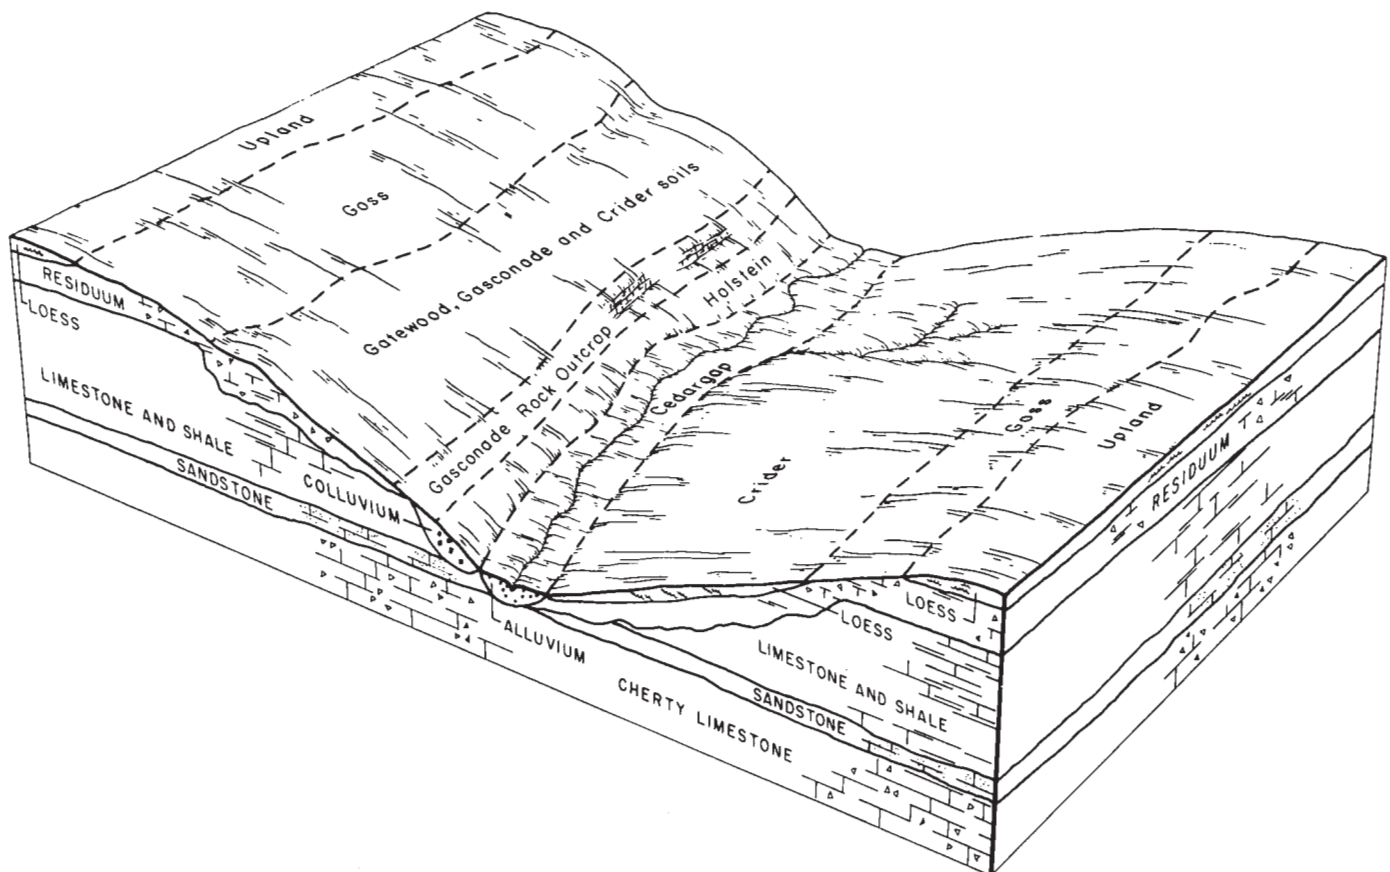 Upland
Goss
Gatewood, Gasconade and Crider soils
Holstein
Gasconade Rock Outcrop
Cedargap
Crider
Goss
Upland
RESIDUUM
LOESS
LIMESTONE AND SHALE
SANDSTONE
COLLUVIUM
ALLUVIUM
CHERTY LIMESTONE
SANDSTONE
LIMESTONE AND SHALE
LOESS
LOESS
RESIDUUM